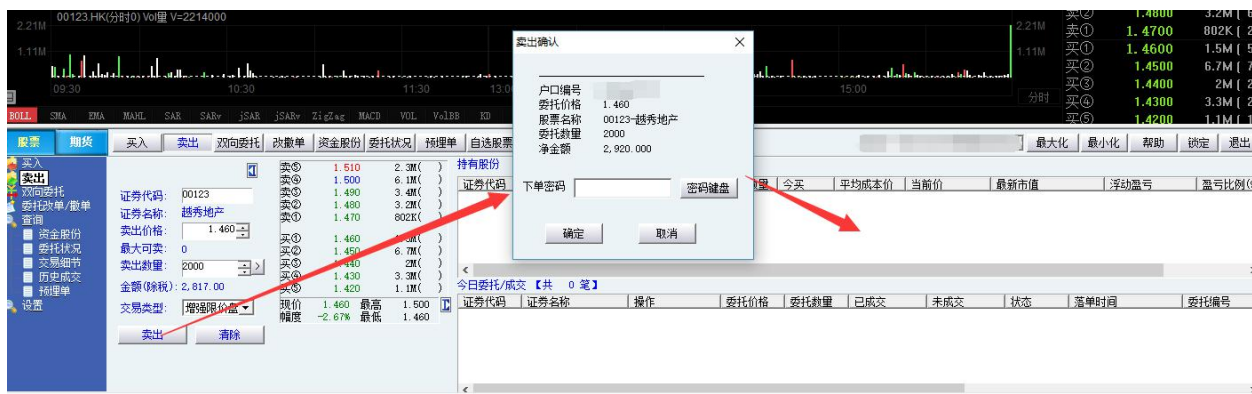 00123.HK(分时0) Vol量 V=2214000
2.21M
1.11M
09:30
10:30
11:30
13:00
15:00
2.21M
1.11M
分时
卖② 1.4800 3.2M
卖① 1.4700 802K
买① 1.4600 1.5M
买② 1.4500 6.7M
买③ 1.4400 2M
买④ 1.4300 3.3M
买⑤ 1.4200 1.1M
BOLL SMA EMA MAHL SAR SARv jSAR jSARv ZigZag MACD VOL VolBB KD
股票 期货
买入 卖出 双向委托 改撤单 资金股份 委托状况 预埋单 自选股票
最大化 最小化 帮助 锁定 退出
买入
卖出
双向委托
委托改单/撤单
查询
资金股份
委托状况
交易细节
历史成交
预埋单
设置
证券代码: 00123
证券名称: 越秀地产
卖出价格: 1.460
最大可卖: 0
卖出数量: 2000
金额(除税): 2,817.00
交易类型: 增强限价盘
卖出 清除
卖⑤ 1.510 2.3M( )
卖④ 1.500 6.1M( )
卖③ 1.490 3.4M( )
卖② 1.480 3.2M( )
卖① 1.470 802K( )
买① 1.460
买② 1.450 6.7M( )
买③ 1.440 2M( )
买④ 1.430 3.3M( )
买⑤ 1.420 1.1M( )
现价 1.460 最高 1.500
幅度 -2.67% 最低 1.460
持有股份
证券代码
今买 平均成本价 当前价 最新市值 浮动盈亏 盈亏比例
今日委托/成交 【共 0 笔】
证券代码 证券名称 操作 委托价格 委托数量 已成交 未成交 状态 落单时间 委托编号
卖出确认
户口编号
委托价格 1.460
股票名称 00123-越秀地产
委托数量 2000
净金额 2,920.000
下单密码 密码键盘
确定 取消